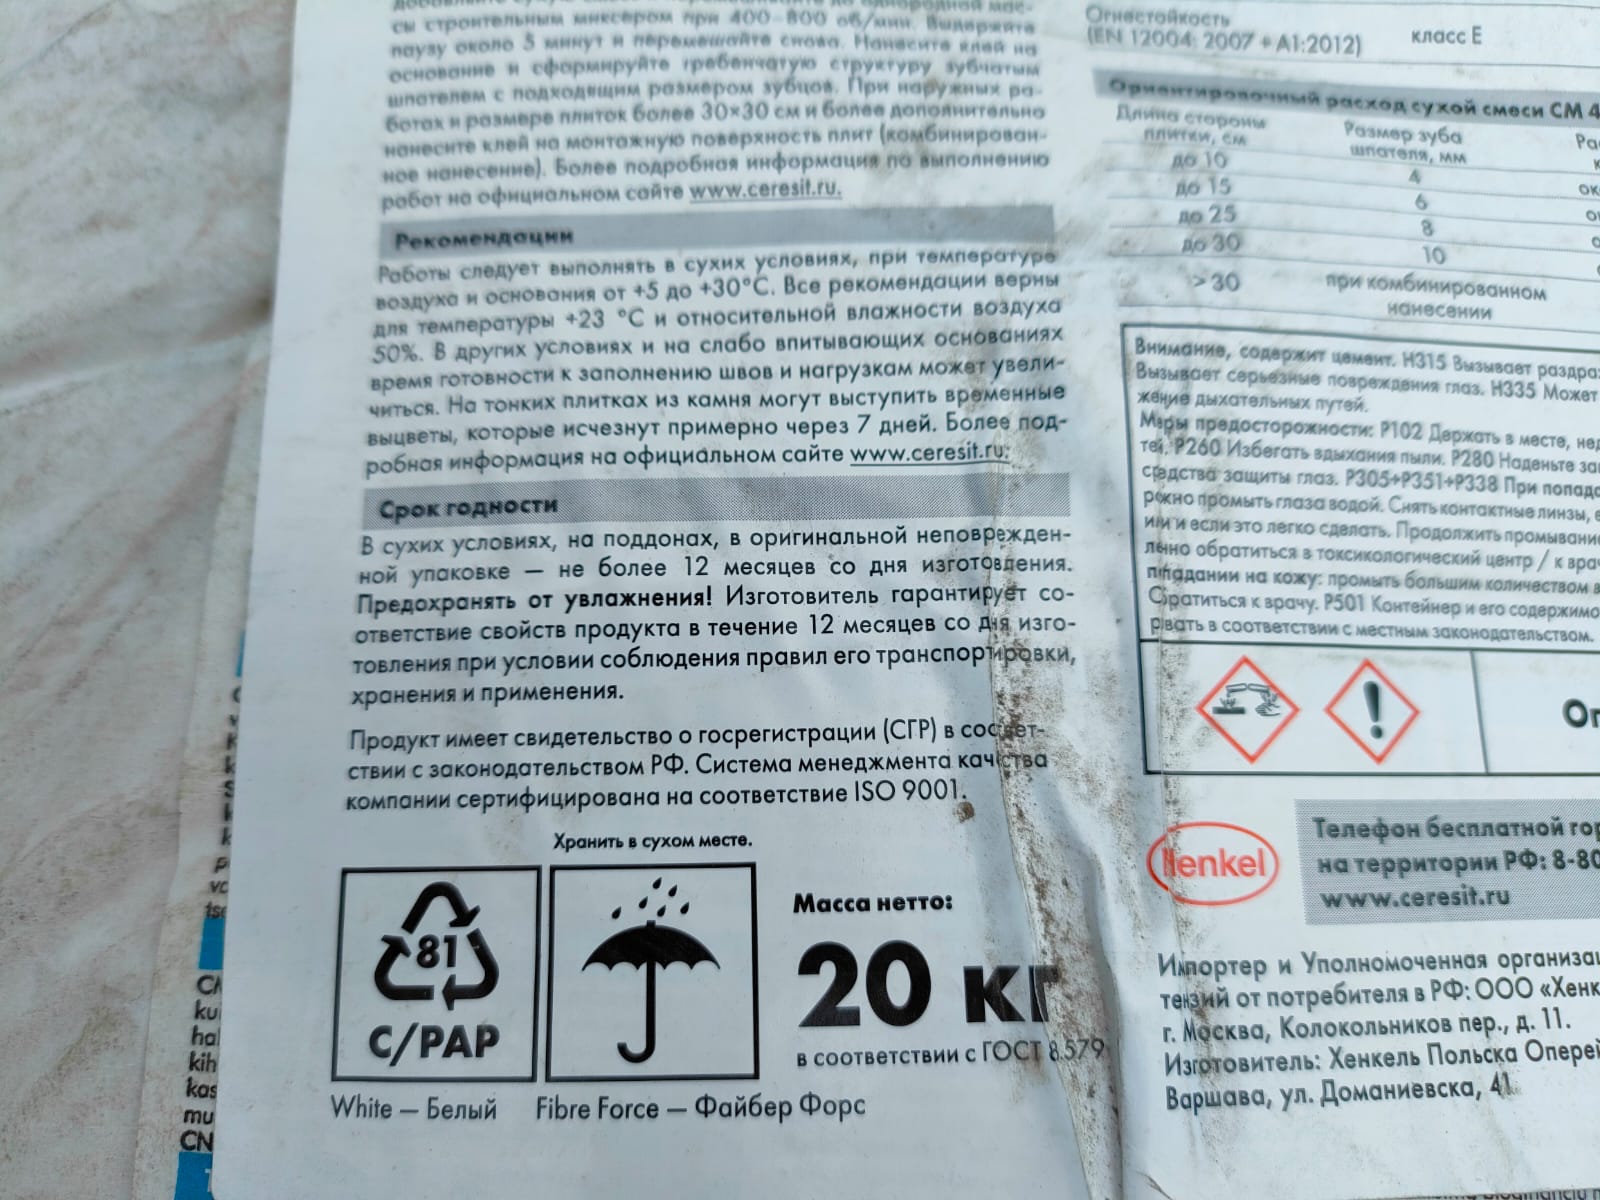 сы строительным миксером при 400–800 об/мин. Выдержите
паузу около 5 минут и перемешайте снова. Нанесите клей на
основание и сформируйте гребенчатую структуру зубчатым
шпателем с подходящим размером зубцов. При наружных ра-
ботах и размере плиток более 30×30 см и более дополнительно
нанесите клей на монтажную поверхность плит (комбинирован-
ное нанесение). Более подробная информация по выполнению
работ на официальном сайте www.ceresit.ru.
Рекомендации
Работы следует выполнять в сухих условиях, при температуре
воздуха и основания от +5 до +30°C. Все рекомендации верны
для температуры +23 °C и относительной влажности воздуха
50%. В других условиях и на слабо впитывающих основаниях
время готовности к заполнению швов и нагрузкам может увели-
читься. На тонких плитках из камня могут выступить временные
выцветы, которые исчезнут примерно через 7 дней. Более под-
робная информация на официальном сайте www.ceresit.ru.
Срок годности
В сухих условиях, на поддонах, в оригинальной неповрежден-
ной упаковке — не более 12 месяцев со дня изготовления.
Предохранять от увлажнения! Изготовитель гарантирует со-
ответствие свойств продукта в течение 12 месяцев со дня изго-
товления при условии соблюдения правил его транспортировки,
хранения и применения.
Продукт имеет свидетельство о госрегистрации (СГР) в соответ-
ствии с законодательством РФ. Система менеджмента качества
компании сертифицирована на соответствие ISO 9001.
Хранить в сухом месте.
81
C/PAP
Масса нетто:
20 кг
в соответствии с ГОСТ 8.579
White — Белый Fibre Force — Файбер Форс
Огнестойкость
(EN 12004: 2007 + A1:2012) класс E
Ориентировочный расход сухой смеси CM
Длина стороны плитки, см
Размер зуба шпателя, мм
до 10 4
до 15 6
до 25 8
до 30 10
> 30 при комбинированном
нанесении
Внимание, содержит цемент. H315 Вызывает раздра
Вызывает серьезные повреждения глаз. H335 Может
жение дыхательных путей.
Меры предосторожности: P102 Держать в месте, нед
тей. P260 Избегать вдыхания пыли. P280 Наденьте за
средства защиты глаз. P305+P351+P338 При попада
рожно промыть глаза водой. Снять контактные линзы, е
ими и если это легко сделать. Продолжить промывани
льно обратиться в токсикологический центр / к вра
попадании на кожу: промыть большим количеством в
Обратиться к врачу. P501 Контейнер и его содержимо
рвать в соответствии с местным законодательством.
Оп
Henkel
Телефон бесплатной гор
на территории РФ: 8-80
www.ceresit.ru
Импортер и Уполномоченная организац
тензий от потребителя в РФ: ООО «Хенк
г. Москва, Колокольников пер., д. 11.
Изготовитель: Хенкель Польска Оперей
Варшава, ул. Доманиевска, 41
CM
ku
hal
kih
kas
mu
CN